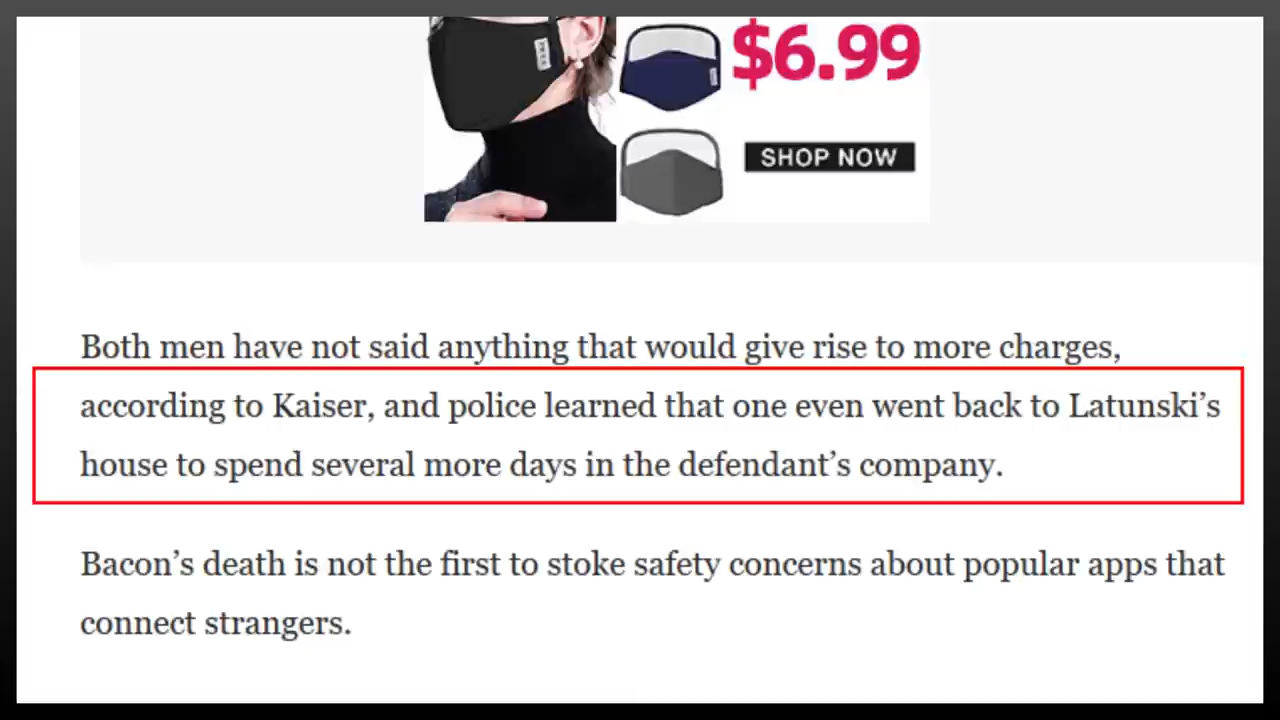 $6.99
SHOP NOW
Both men have not said anything that would give rise to more charges,
according to Kaiser, and police learned that one even went back to Latunski’s
house to spend several more days in the defendant’s company.
Bacon’s death is not the first to stoke safety concerns about popular apps that
connect strangers.